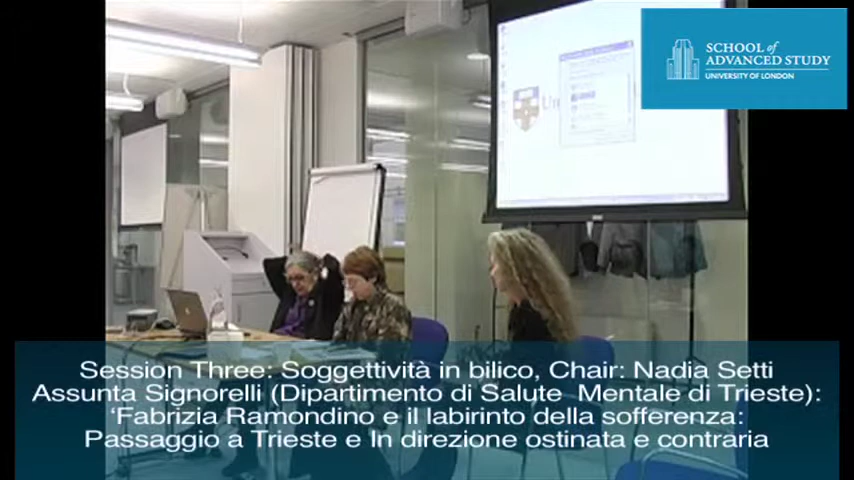 SCHOOL of
ADVANCED STUDY
UNIVERSITY OF LONDON
Session Three: Soggettività in bilico, Chair: Nadia Setti
Assunta Signorelli (Dipartimento di Salute Mentale di Trieste):
‘Fabrizia Ramondino e il labirinto della sofferenza:
Passaggio a Trieste e In direzione ostinata e contraria